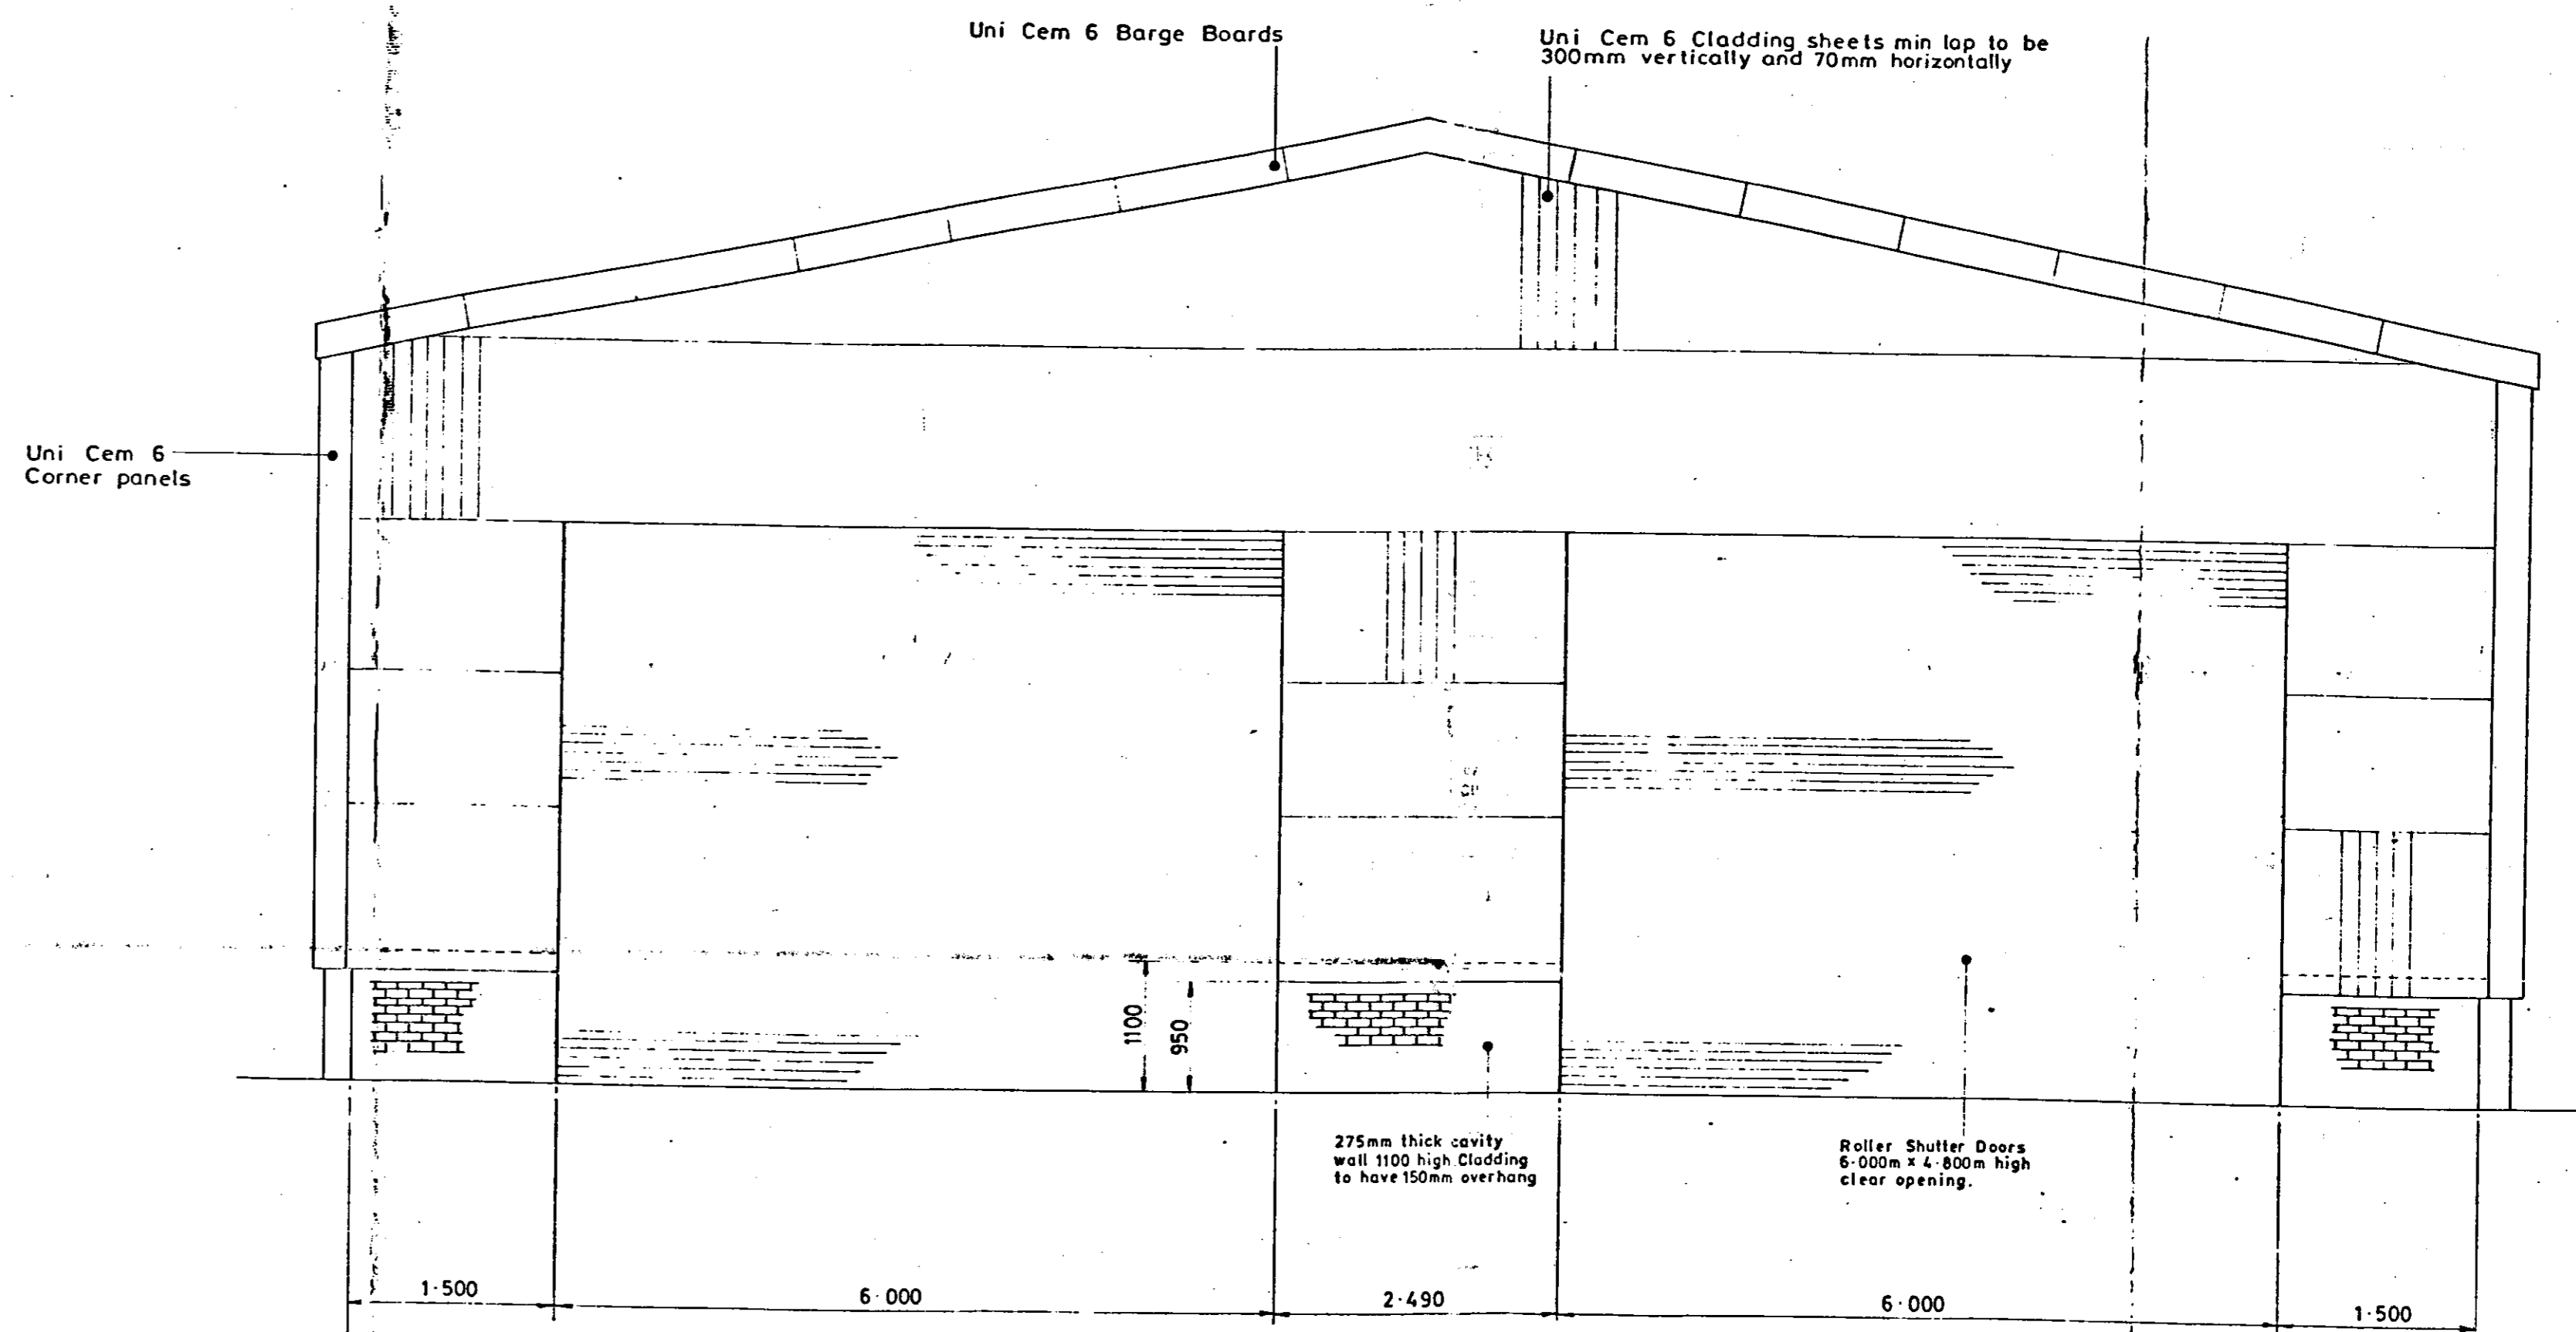 Uni Cem 6 Barge Boards
Uni Cem 6 Cladding sheets min lap to be
300mm vertically and 70mm horizontally
Uni Cem 6
Corner panels
1100
950
275mm thick cavity
wall 1100 high. Cladding
to have 150mm overhang
Roller Shutter Doors
6·000m x 4·800m high
clear opening.
1·500
6·000
2·490
6·000
1·500